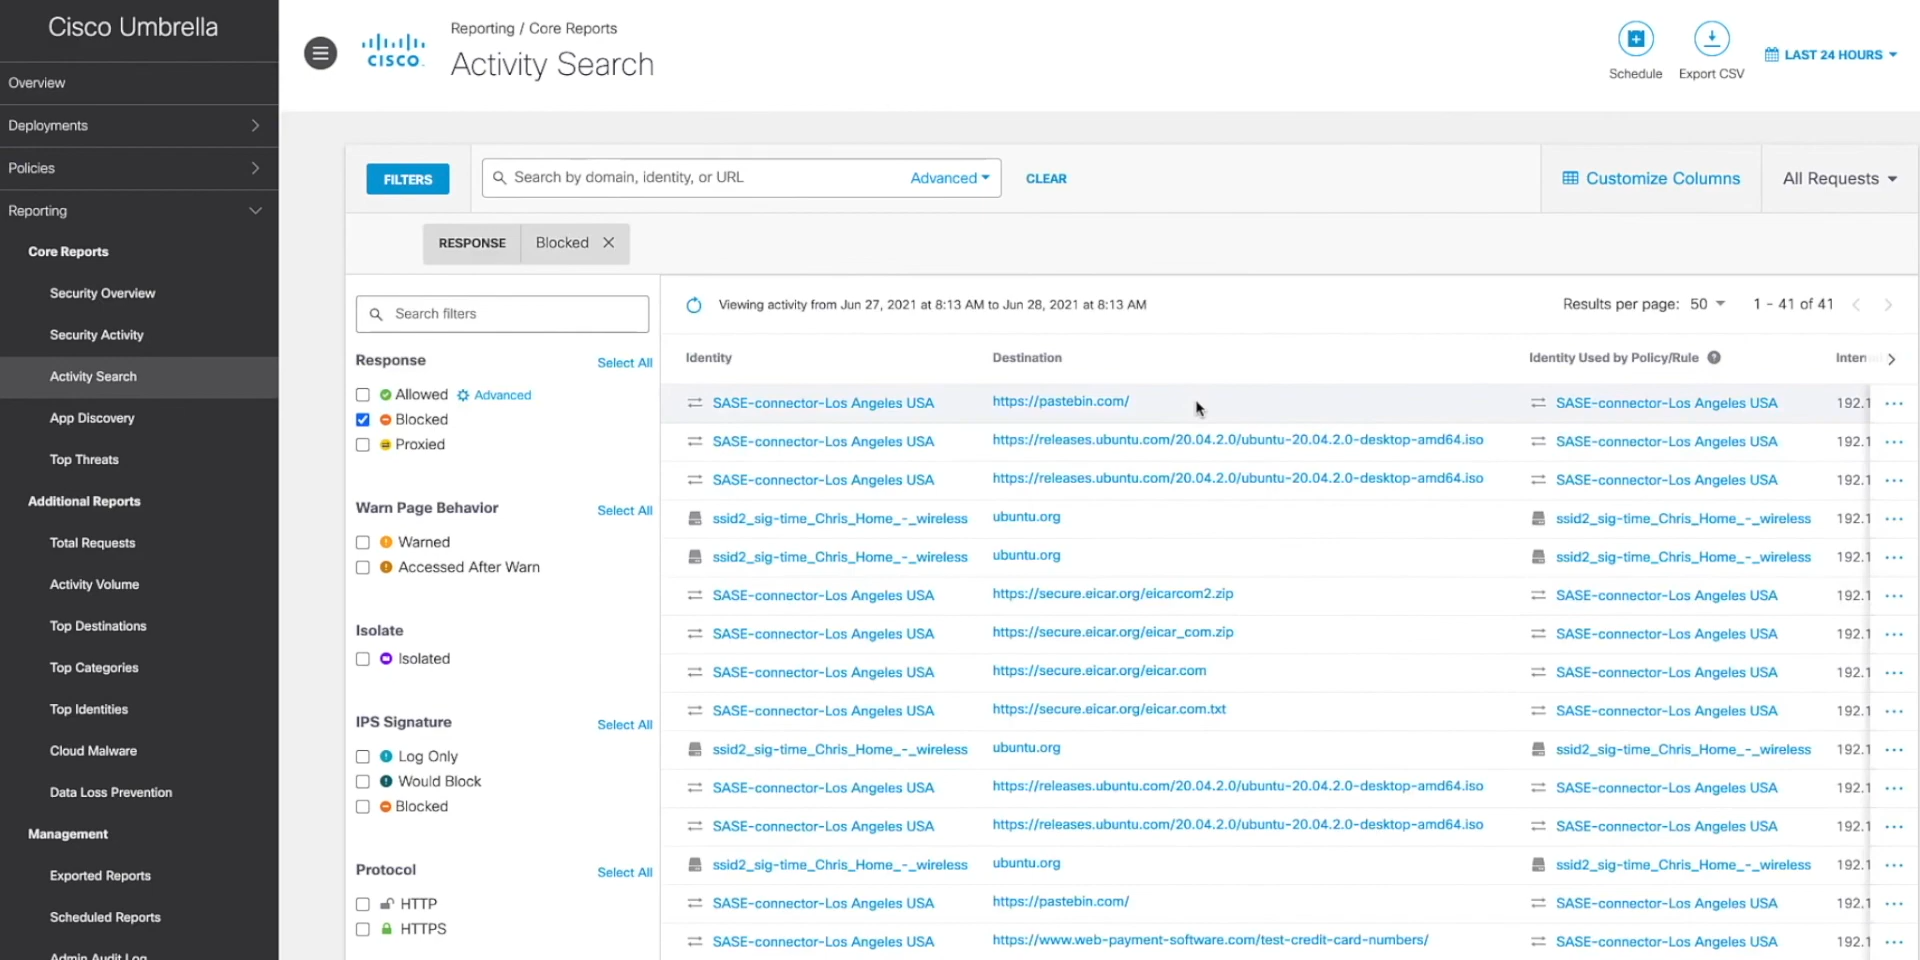 Cisco Umbrella
Overview
Deployments
Policies
Reporting
Core Reports
Security Overview
Security Activity
Activity Search
App Discovery
Top Threats
Additional Reports
Total Requests
Activity Volume
Top Destinations
Top Categories
Top Identities
Cloud Malware
Data Loss Prevention
Management
Exported Reports
Scheduled Reports
Admin Audit Log
CISCO
Reporting / Core Reports
Activity Search
Schedule
Export CSV
LAST 24 HOURS
FILTERS
Search by domain, identity, or URL
Advanced
CLEAR
Customize Columns
All Requests
RESPONSE Blocked
Search filters
Response Select All
Allowed Advanced
Blocked
Proxied
Warn Page Behavior Select All
Warned
Accessed After Warn
Isolate
Isolated
IPS Signature Select All
Log Only
Would Block
Blocked
Protocol Select All
HTTP
HTTPS
Viewing activity from Jun 27, 2021 at 8:13 AM to Jun 28, 2021 at 8:13 AM
Results per page: 50 1 - 41 of 41
Identity Destination Identity Used by Policy/Rule Inter
SASE-connector-Los Angeles USA https://pastebin.com/ SASE-connector-Los Angeles USA 192.1
SASE-connector-Los Angeles USA https://releases.ubuntu.com/20.04.2.0/ubuntu-20.04.2.0-desktop-amd64.iso SASE-connector-Los Angeles USA 192.1
SASE-connector-Los Angeles USA https://releases.ubuntu.com/20.04.2.0/ubuntu-20.04.2.0-desktop-amd64.iso SASE-connector-Los Angeles USA 192.1
ssid2_sig-time_Chris_Home_-_wireless ubuntu.org ssid2_sig-time_Chris_Home_-_wireless 192.1
ssid2_sig-time_Chris_Home_-_wireless ubuntu.org ssid2_sig-time_Chris_Home_-_wireless 192.1
SASE-connector-Los Angeles USA https://secure.eicar.org/eicarcom2.zip SASE-connector-Los Angeles USA 192.1
SASE-connector-Los Angeles USA https://secure.eicar.org/eicar_com.zip SASE-connector-Los Angeles USA 192.1
SASE-connector-Los Angeles USA https://secure.eicar.org/eicar.com SASE-connector-Los Angeles USA 192.1
SASE-connector-Los Angeles USA https://secure.eicar.org/eicar.com.txt SASE-connector-Los Angeles USA 192.1
ssid2_sig-time_Chris_Home_-_wireless ubuntu.org ssid2_sig-time_Chris_Home_-_wireless 192.1
SASE-connector-Los Angeles USA https://releases.ubuntu.com/20.04.2.0/ubuntu-20.04.2.0-desktop-amd64.iso SASE-connector-Los Angeles USA 192.1
SASE-connector-Los Angeles USA https://releases.ubuntu.com/20.04.2.0/ubuntu-20.04.2.0-desktop-amd64.iso SASE-connector-Los Angeles USA 192.1
ssid2_sig-time_Chris_Home_-_wireless ubuntu.org ssid2_sig-time_Chris_Home_-_wireless 192.1
SASE-connector-Los Angeles USA https://pastebin.com/ SASE-connector-Los Angeles USA 192.1
SASE-connector-Los Angeles USA https://www.web-payment-software.com/test-credit-card-numbers/ SASE-connector-Los Angeles USA 192.1